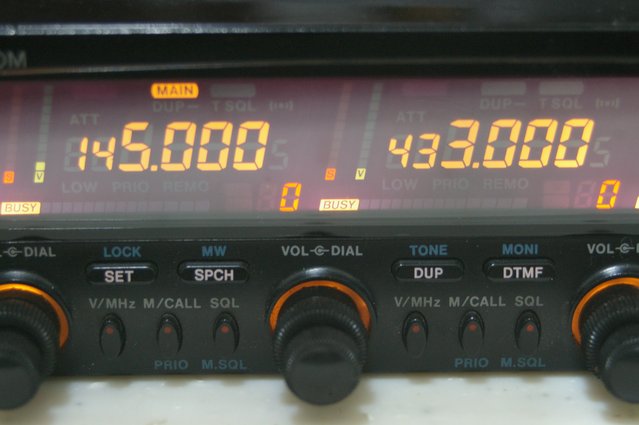 OM
MAIN
DUP– T SQL DUP– T SQL
ATT ATT
145.000 433.000
S V S V
LOW PRIO REMO LOW PRIO REMO
0 0
BUSY BUSY
VOL DIAL LOCK MW VOL DIAL TONE MONI VOL
SET SPCH DUP DTMF
V/MHz M/CALL SQL V/MHz M/CALL SQL
PRIO M.SQL PRIO M.SQL